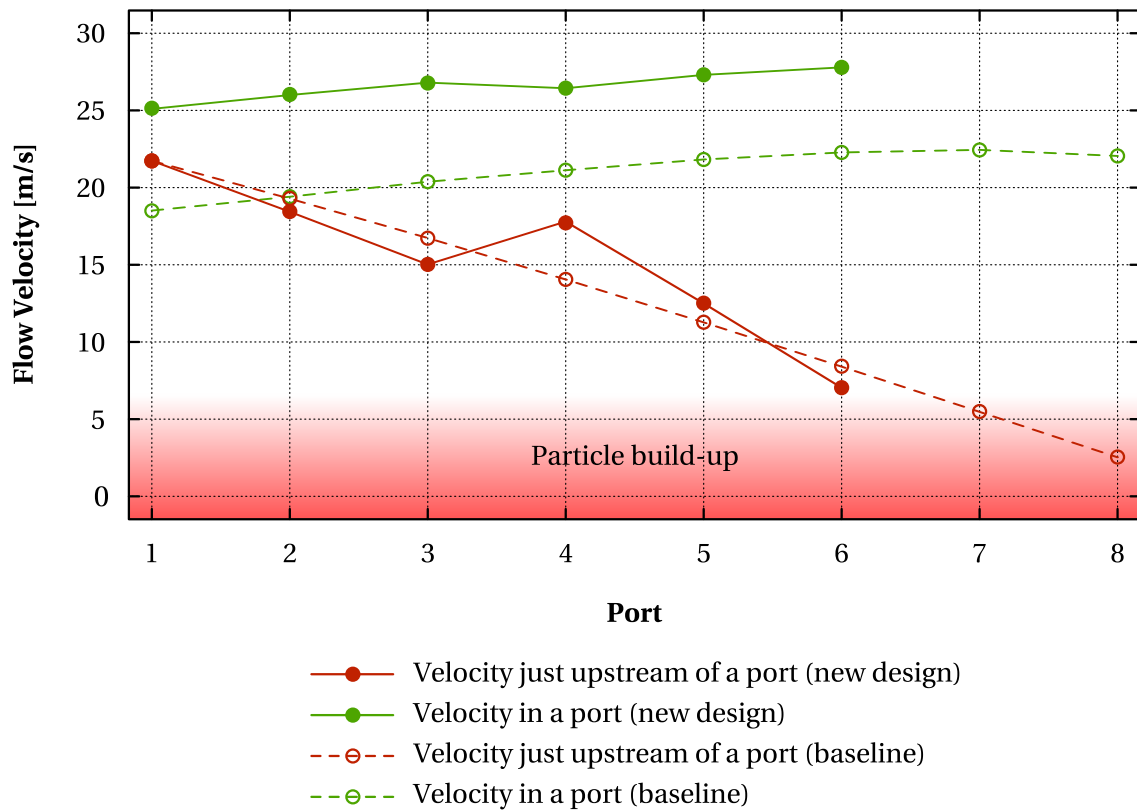 30
25
20
15
10
5
0
Flow Velocity [m/s]
Particle build-up
1 2 3 4 5 6 7 8
Port
Velocity just upstream of a port (new design)
Velocity in a port (new design)
Velocity just upstream of a port (baseline)
Velocity in a port (baseline)